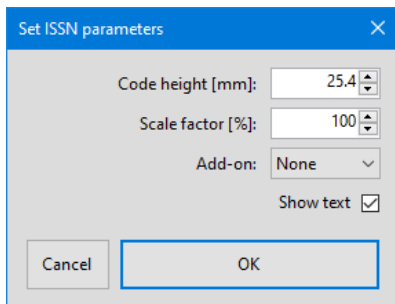 Set ISSN parameters
Code height [mm]: 25.4
Scale factor [%]: 100
Add-on: None
Show text
Cancel OK